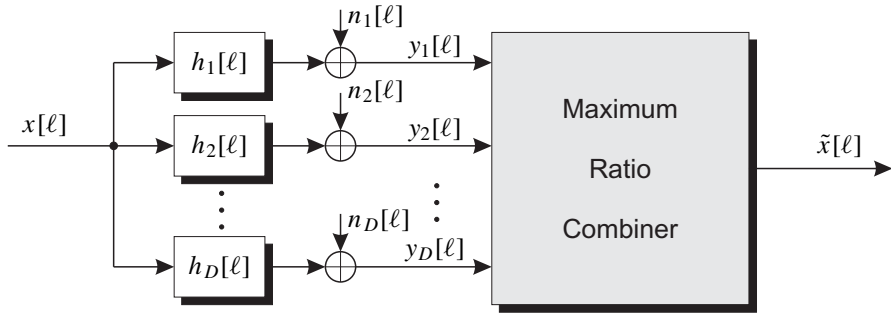 n₁[ℓ]
h₁[ℓ]
y₁[ℓ]
n₂[ℓ]
x[ℓ]
h₂[ℓ]
y₂[ℓ]
n_D[ℓ]
h_D[ℓ]
y_D[ℓ]
Maximum
Ratio
Combiner
x̃[ℓ]